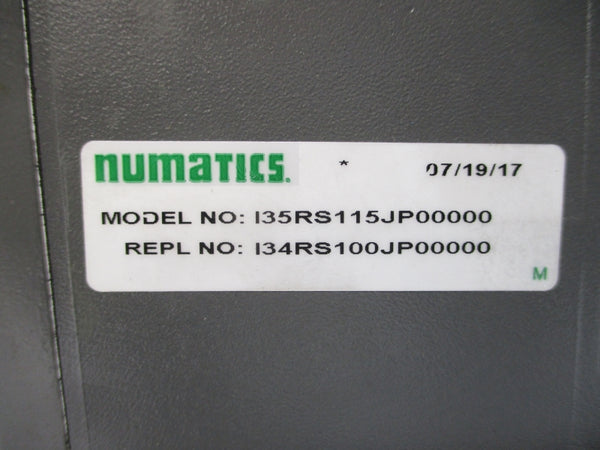 numatics. * 07/19/17
MODEL NO: I35RS115JP00000
REPL NO: I34RS100JP00000
M